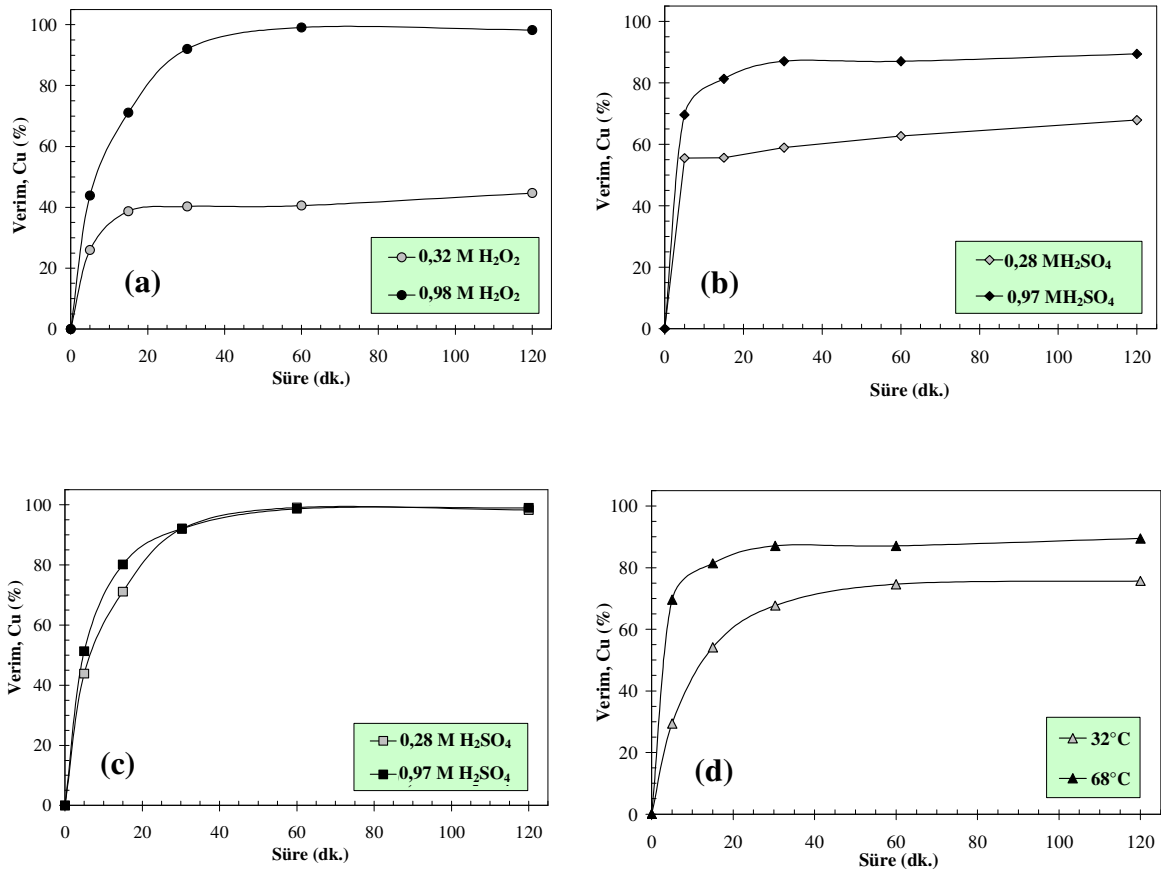 100
80
60
40
20
0
Verim, Cu (%)
(a)
0,32 M H₂O₂
0,98 M H₂O₂
0 20 40 60 80 100 120
Süre (dk.)
100
80
60
40
20
0
Verim, Cu (%)
(b)
0,28 MH₂SO₄
0,97 MH₂SO₄
0 20 40 60 80 100 120
Süre (dk.)
100
80
60
40
20
0
Verim, Cu (%)
(c)
0,28 M H₂SO₄
0,97 M H₂SO₄
0 20 40 60 80 100 120
Süre (dk.)
100
80
60
40
20
0
Verim, Cu (%)
(d)
32°C
68°C
0 20 40 60 80 100 120
Süre (dk.)